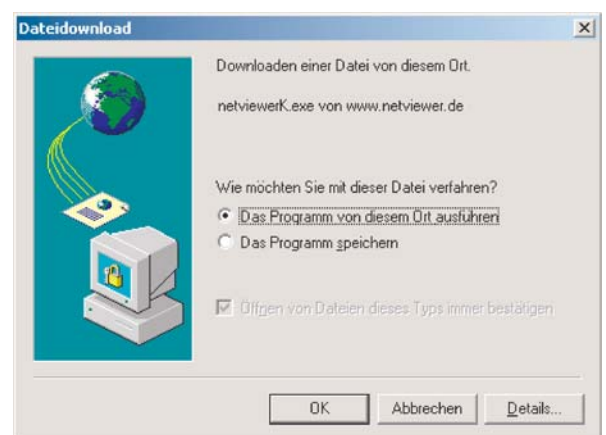 Dateidownload
Downloaden einer Datei von diesem Ort.
netviewerK.exe von www.netviewer.de
Wie möchten Sie mit dieser Datei verfahren?
Das Programm von diesem Ort ausführen
Das Programm speichern
Öffnen von Dateien dieses Typs immer bestätigen
OK Abbrechen Details...